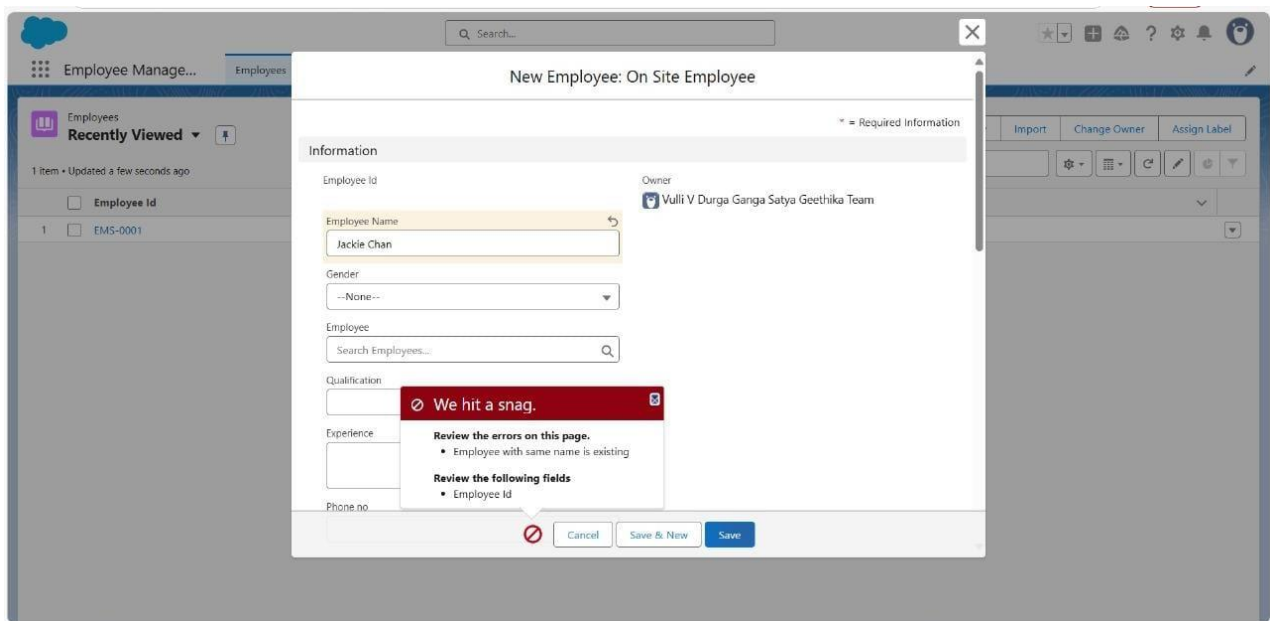 Search...
Employee Manage...
Employees
New Employee: On Site Employee
Employees
Recently Viewed
Import
Change Owner
Assign Label
1 item • Updated a few seconds ago
Employee Id
1
EMS-0001
* = Required Information
Information
Employee Id
Owner
Vulli V Durga Ganga Satya Geethika Team
Employee Name
Jackie Chan
Gender
--None--
Employee
Search Employees...
Qualification
Experience
Phone no
We hit a snag.
Review the errors on this page.
• Employee with same name is existing
Review the following fields
• Employee Id
Cancel
Save & New
Save